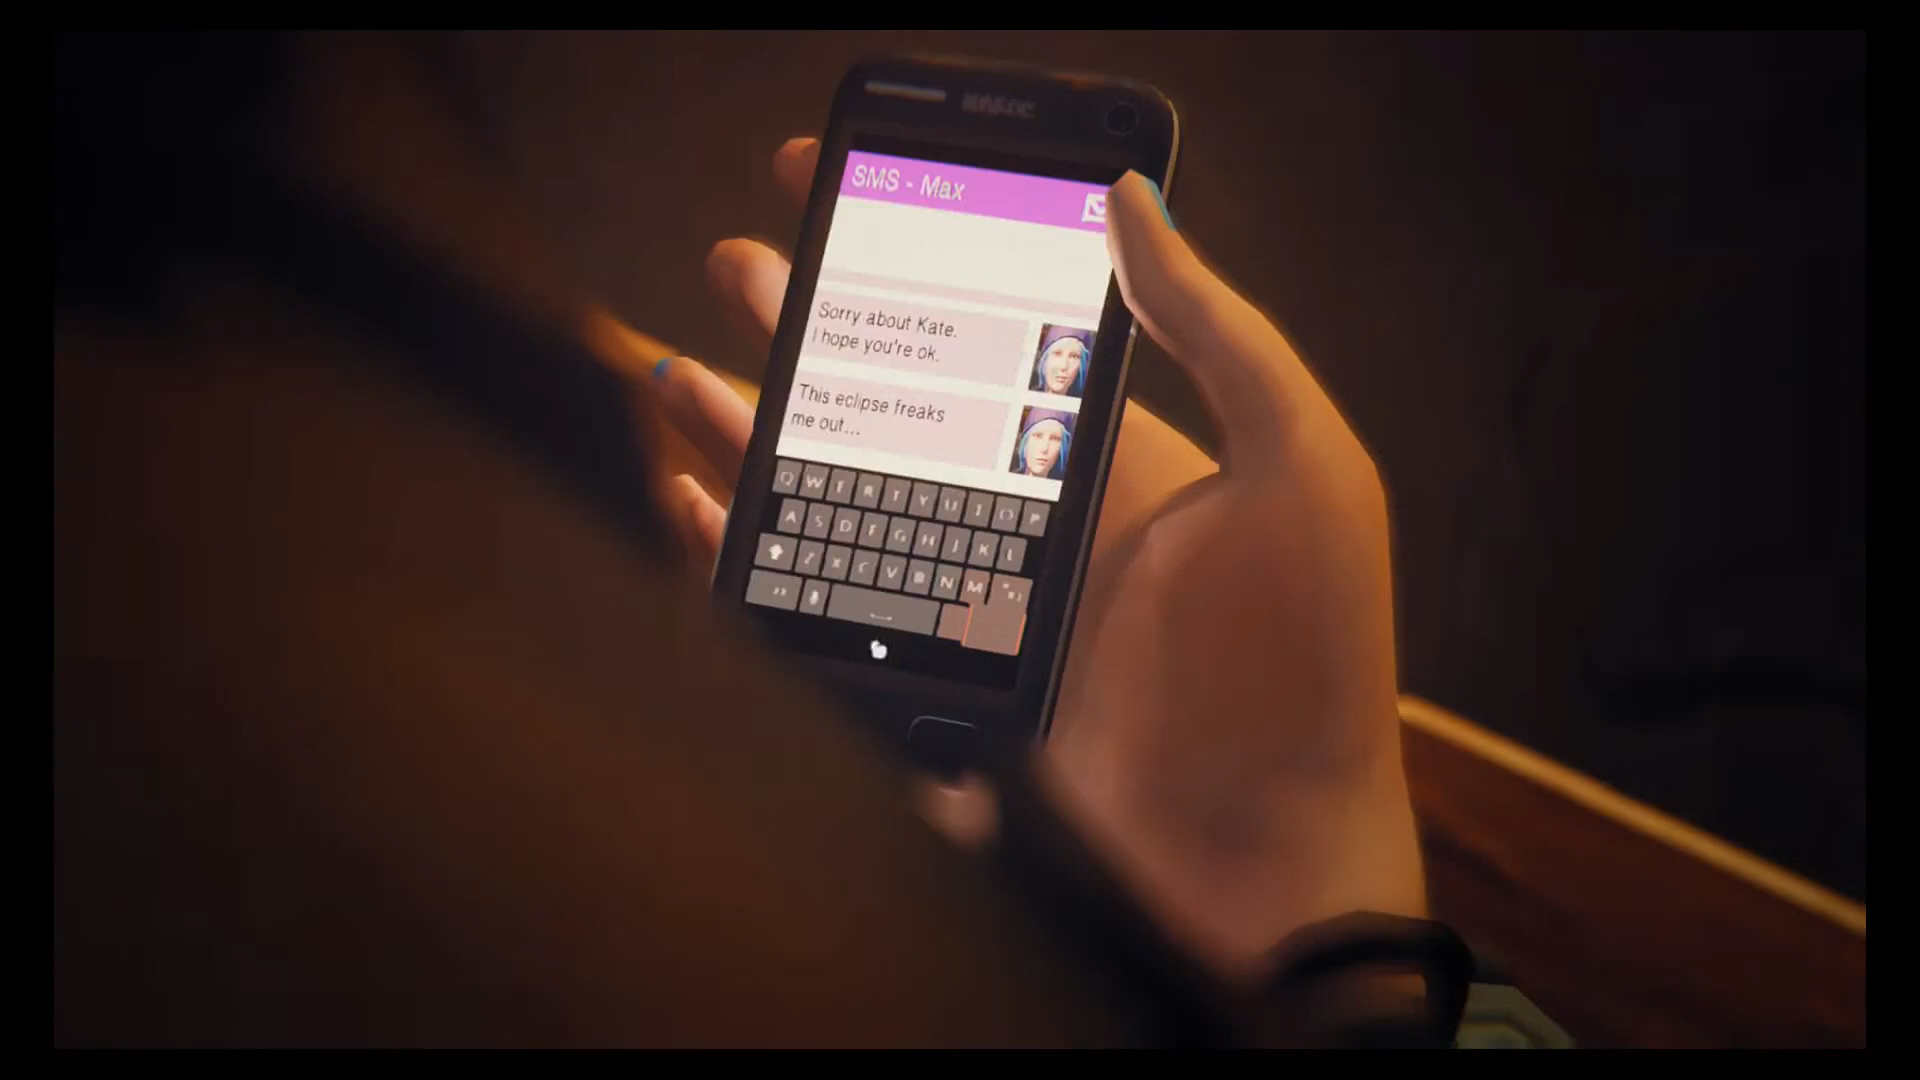 SMS - Max
Sorry about Kate.
I hope you're ok.
This eclipse freaks
me out...
Q W E R T Y U I O P
A S D F G H J K L
Z X C V B N M